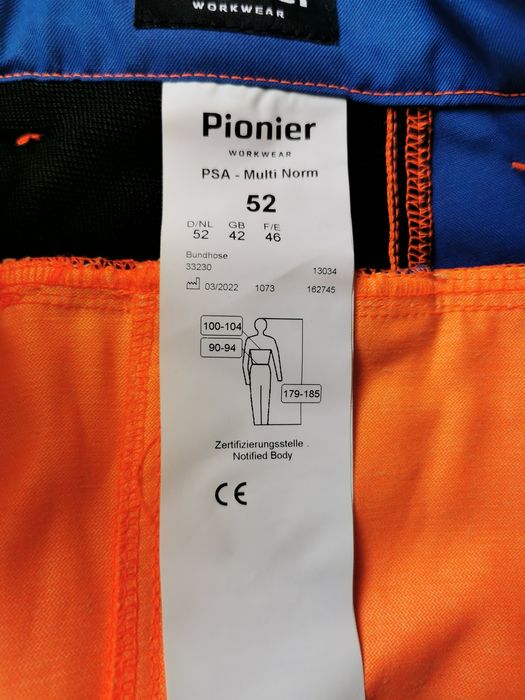 WORKWEAR
Pionier
WORKWEAR
PSA - Multi Norm
52
D/NL GB F/E
52 42 46
Bundhose
33230 13034
03/2022 1073 162745
100-104
90-94
179-185
Zertifizierungsstelle .
Notified Body
CE